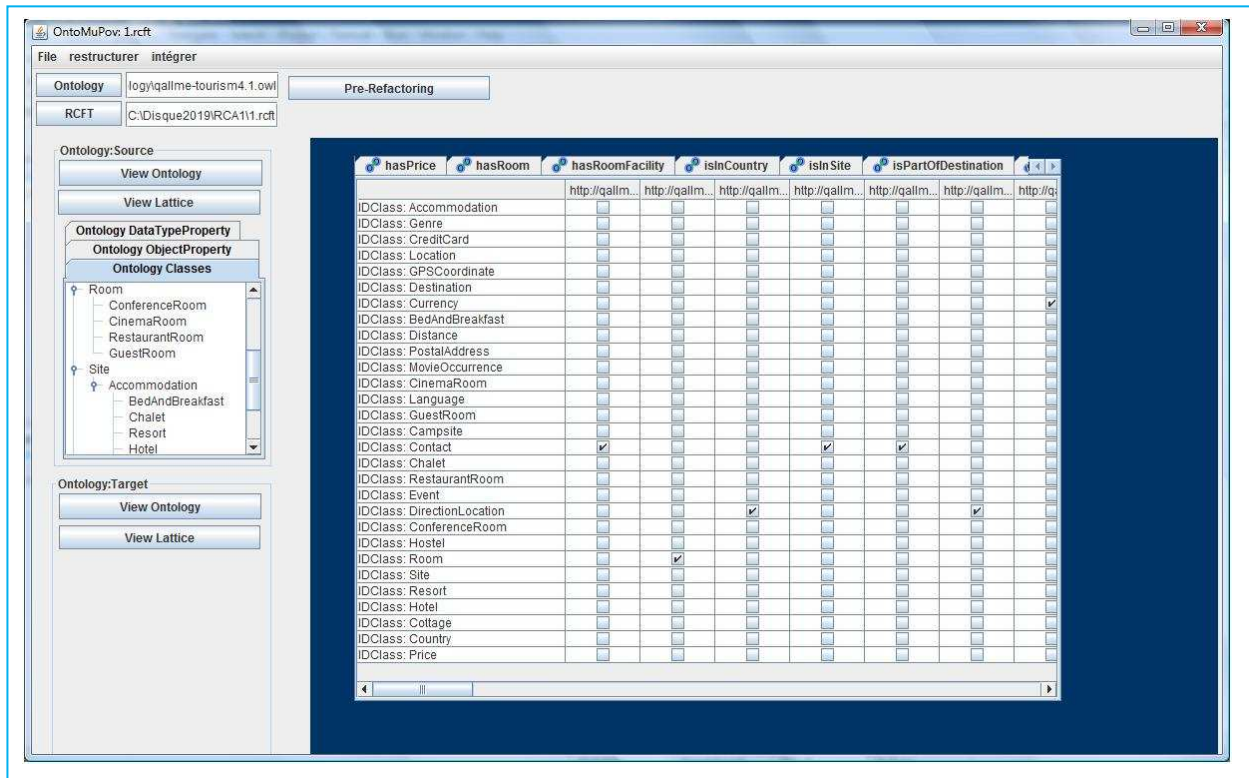 OntoMuPov: 1.rcft
File restructurer intégrer
Ontology logy\qallme-tourism4.1.owl Pre-Refactoring
RCFT C:\Disque2019\RCA1\1.rcft
Ontology:Source
View Ontology
View Lattice
Ontology DataTypeProperty
Ontology ObjectProperty
Ontology Classes
Room
ConferenceRoom
CinemaRoom
RestaurantRoom
GuestRoom
Site
Accommodation
BedAndBreakfast
Chalet
Resort
Hotel
Ontology:Target
View Ontology
View Lattice
hasPrice hasRoom hasRoomFacility isInCountry isInSite isPartOfDestination
http://qallm... http://qallm... http://qallm... http://qallm... http://qallm... http://qallm... http://qa
IDClass: Accommodation
IDClass: Genre
IDClass: CreditCard
IDClass: Location
IDClass: GPSCoordinate
IDClass: Destination
IDClass: Currency
IDClass: BedAndBreakfast
IDClass: Distance
IDClass: PostalAddress
IDClass: MovieOccurrence
IDClass: CinemaRoom
IDClass: Language
IDClass: GuestRoom
IDClass: Campsite
IDClass: Contact
IDClass: Chalet
IDClass: RestaurantRoom
IDClass: Event
IDClass: DirectionLocation
IDClass: ConferenceRoom
IDClass: Hostel
IDClass: Room
IDClass: Site
IDClass: Resort
IDClass: Hotel
IDClass: Cottage
IDClass: Country
IDClass: Price